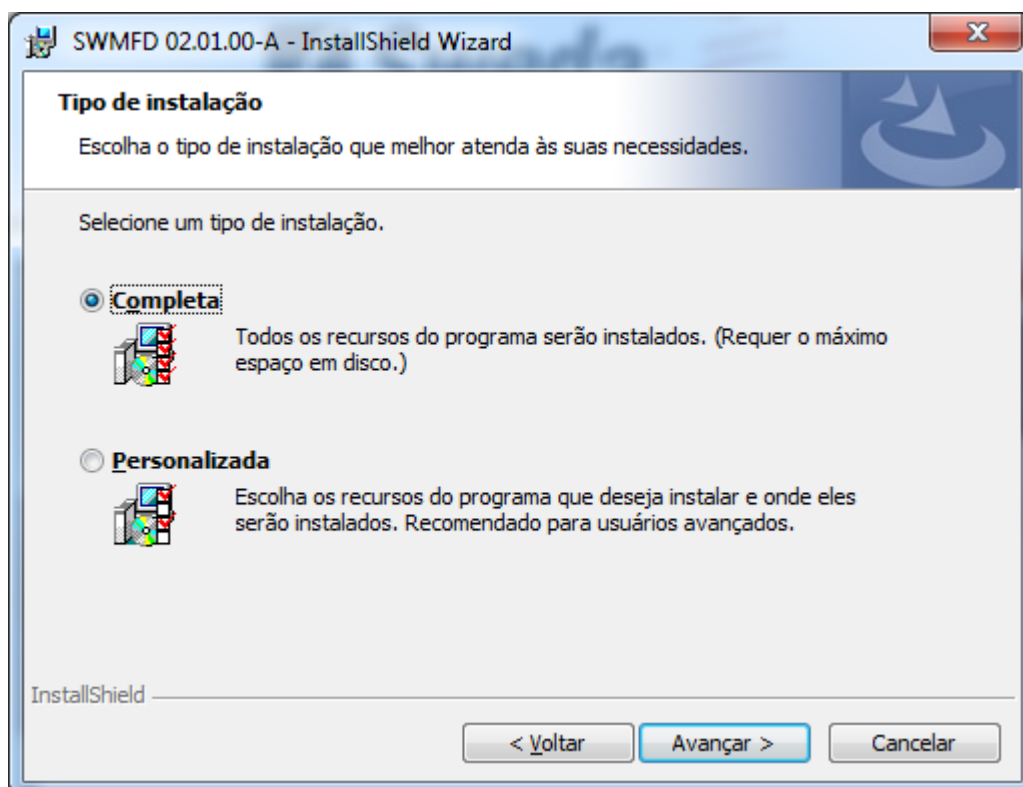 SWMFD 02.01.00-A - InstallShield Wizard
Tipo de instalação
Escolha o tipo de instalação que melhor atenda às suas necessidades.
Selecione um tipo de instalação.
Completa
Todos os recursos do programa serão instalados. (Requer o máximo
espaço em disco.)
Personalizada
Escolha os recursos do programa que deseja instalar e onde eles
serão instalados. Recomendado para usuários avançados.
InstallShield
< Voltar
Avançar >
Cancelar